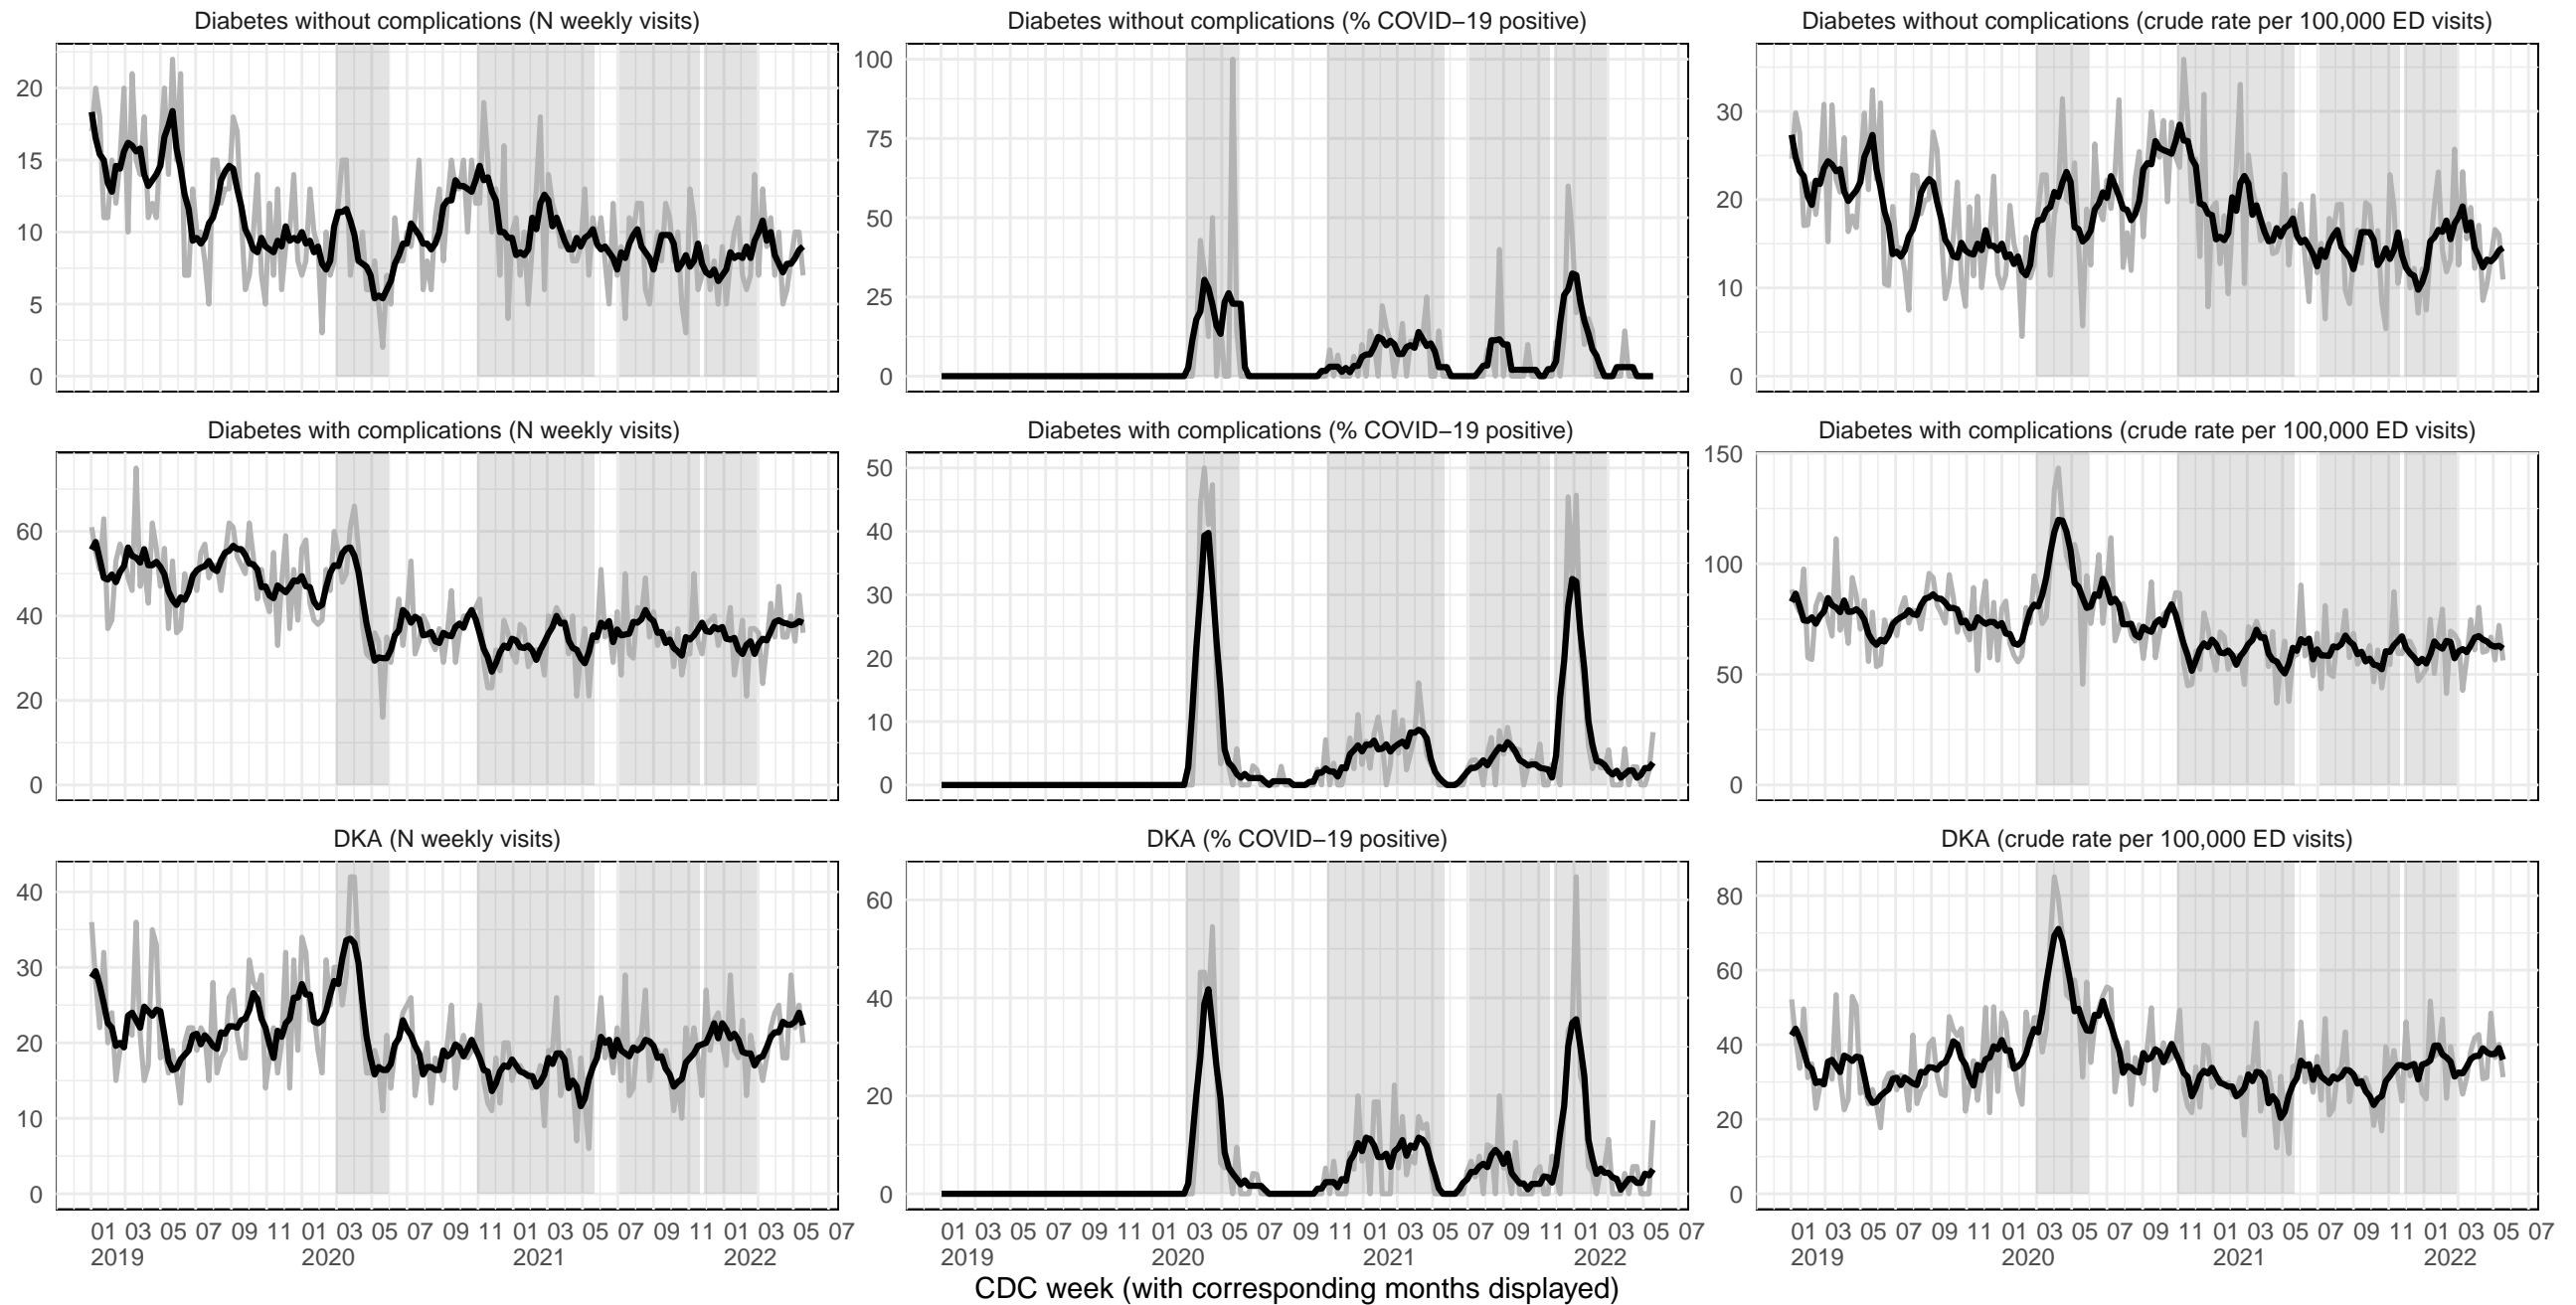 Diabetes without complications (N weekly visits)
Diabetes without complications (% COVID−19 positive)
Diabetes without complications (crude rate per 100,000 ED visits)
20
15
10
5
0
100
75
50
25
0
30
20
10
0
Diabetes with complications (N weekly visits)
Diabetes with complications (% COVID−19 positive)
Diabetes with complications (crude rate per 100,000 ED visits)
60
40
20
0
50
40
30
20
10
0
150
100
50
0
DKA (N weekly visits)
DKA (% COVID−19 positive)
DKA (crude rate per 100,000 ED visits)
40
30
20
10
0
60
40
20
0
80
60
40
20
0
01 03 05 07 09 11 01 03 05 07 09 11 01 03 05 07 09 11 01 03 05 07
2019 2020 2021 2022
01 03 05 07 09 11 01 03 05 07 09 11 01 03 05 07 09 11 01 03 05 07
2019 2020 2021 2022
01 03 05 07 09 11 01 03 05 07 09 11 01 03 05 07 09 11 01 03 05 07
2019 2020 2021 2022
CDC week (with corresponding months displayed)